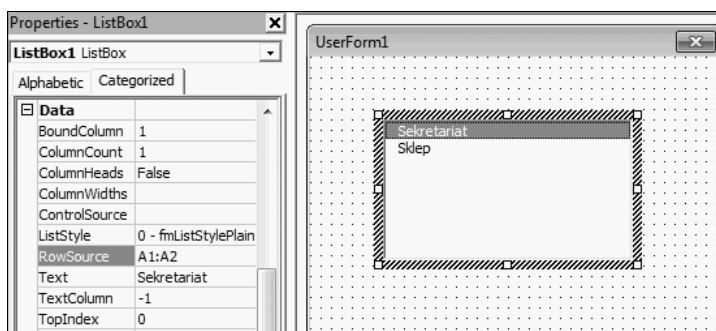 Properties - ListBox1
ListBox1 ListBox
Alphabetic Categorized
Data
BoundColumn 1
ColumnCount 1
ColumnHeads False
ColumnWidths
ControlSource
ListStyle 0 - fmListStylePlain
RowSource A1:A2
Text Sekretariat
TextColumn -1
TopIndex 0
UserForm1
Sekretariat
Sklep